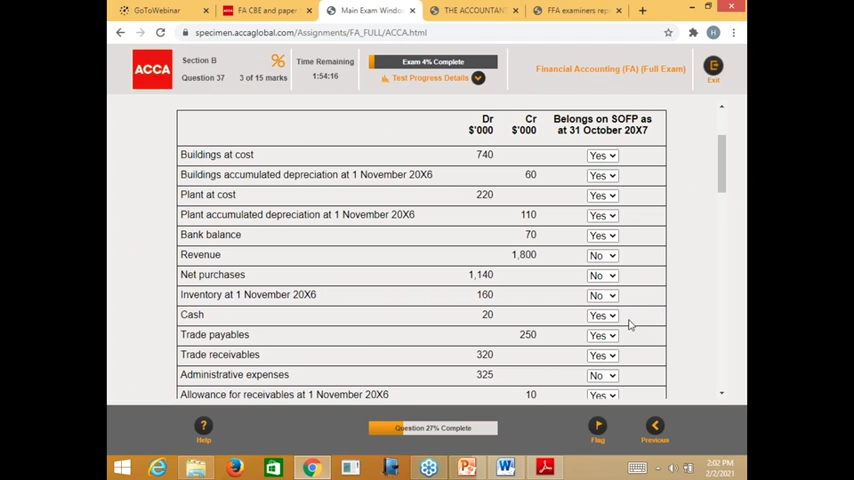 GoToWebinar
FA CBE and paper
Main Exam Window
THE ACCOUNTANT
FFA examiners rep
specimen.accaglobal.com/Assignments/FA_FULL/ACCA.html
H
ACCA
Section B
Question 37
%
3 of 15 marks
Time Remaining
1:54:16
Exam 4% Complete
Test Progress Details
Financial Accounting (FA) (Full Exam)
Exit
Dr
$'000
Cr
$'000
Belongs on SOFP as
at 31 October 20X7
Buildings at cost 740 Yes
Buildings accumulated depreciation at 1 November 20X6 60 Yes
Plant at cost 220 Yes
Plant accumulated depreciation at 1 November 20X6 110 Yes
Bank balance 70 Yes
Revenue 1,800 No
Net purchases 1,140 No
Inventory at 1 November 20X6 160 No
Cash 20 Yes
Trade payables 250 Yes
Trade receivables 320 Yes
Administrative expenses 325 No
Allowance for receivables at 1 November 20X6 10 Yes
Help
Question 27% Complete
Flag
Previous
2:02 PM
2/2/2021